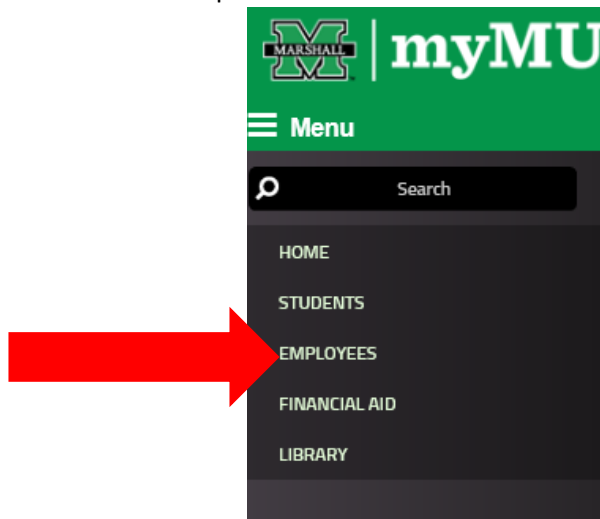 MARSHALL
myMU
Menu
Search
HOME
STUDENTS
EMPLOYEES
FINANCIAL AID
LIBRARY